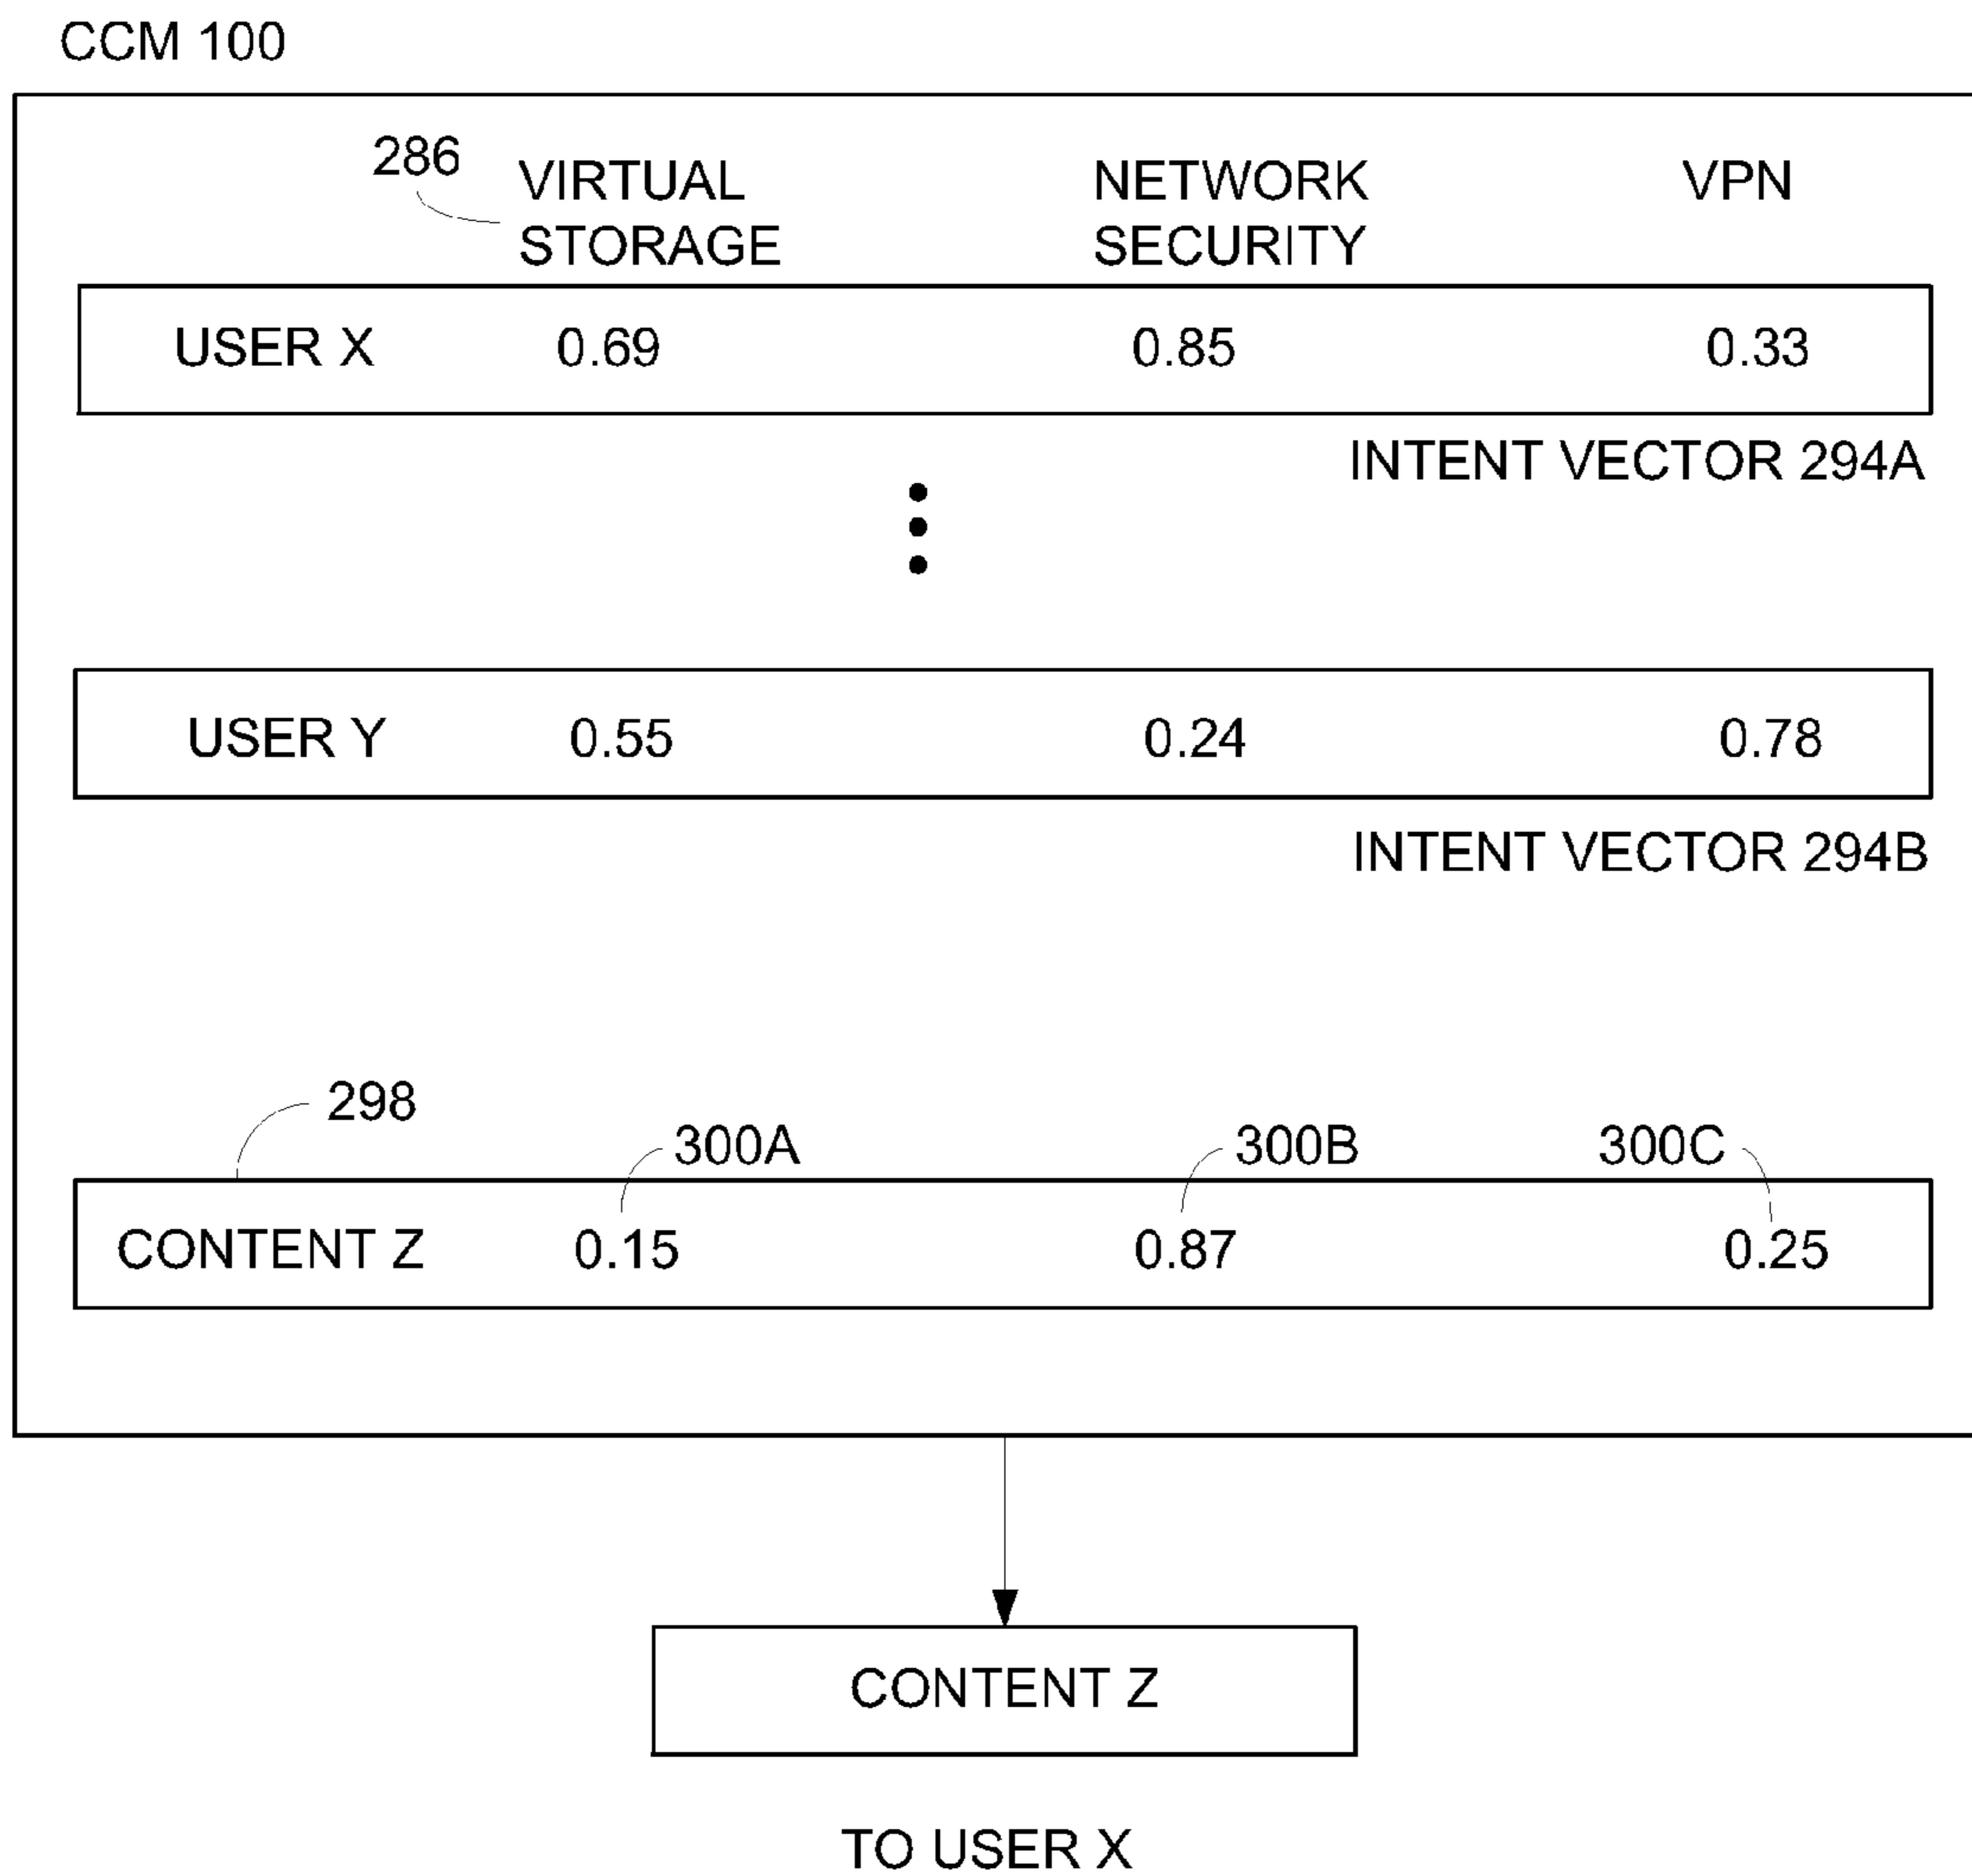 CCM 100
286
VIRTUAL STORAGE
NETWORK SECURITY
VPN
USER X 0.69 0.85 0.33
INTENT VECTOR 294A
USER Y 0.55 0.24 0.78
INTENT VECTOR 294B
298
300A 300B 300C
CONTENT Z 0.15 0.87 0.25
CONTENT Z
TO USER X